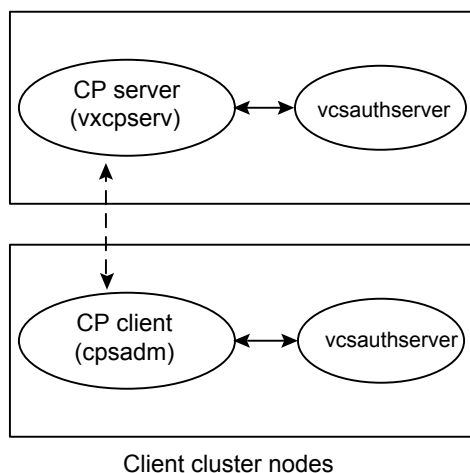 CP server
(vxcpserv)
vcsauthserver
CP client
(cpsadm)
vcsauthserver
Client cluster nodes